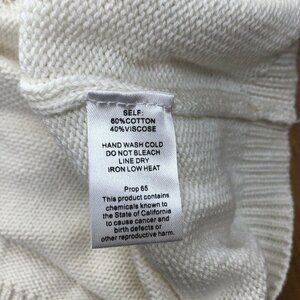 SELF:
60%COTTON
40%VISCOSE
HAND WASH COLD
DO NOT BLEACH
LINE DRY
IRON LOW HEAT
Prop 65
This product contains
chemicals known to
the State of California
to cause cancer and
birth defects or
other reproductive harm.